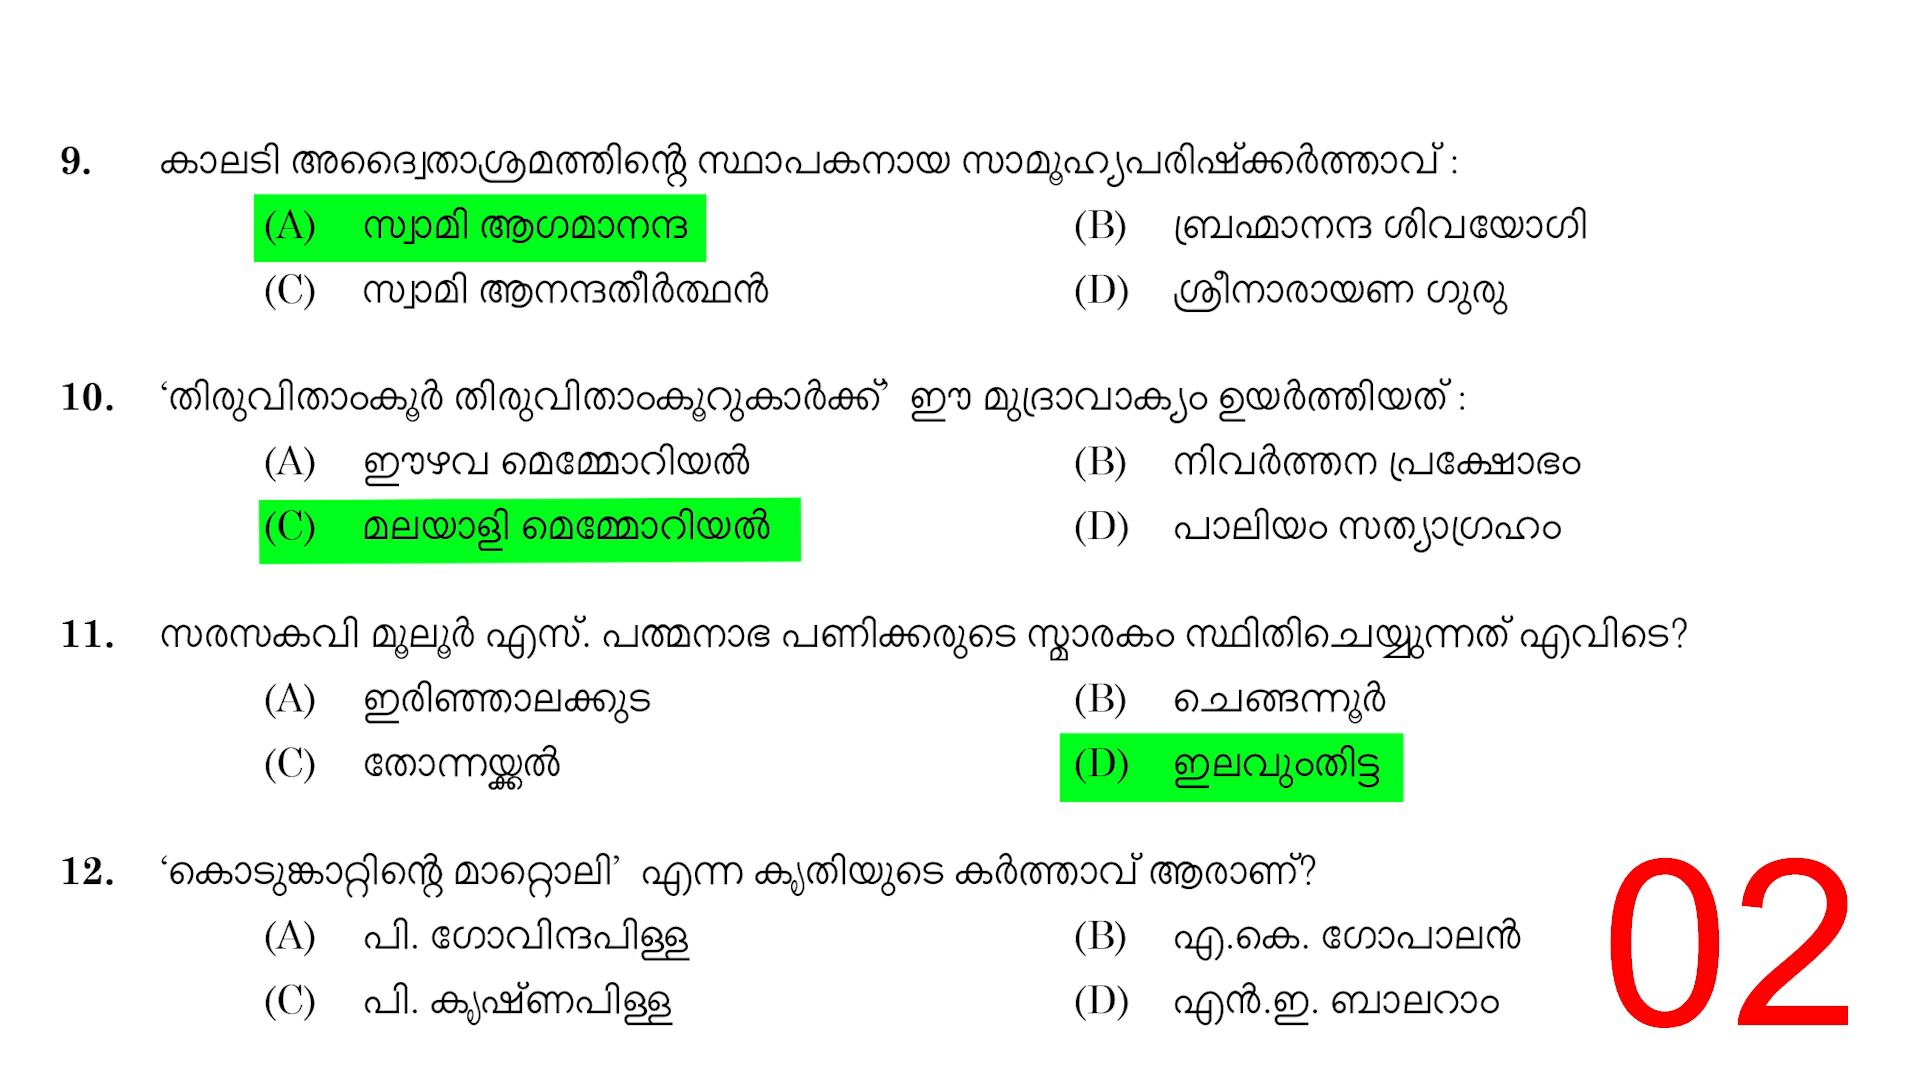 9. കാലടി അദ്വൈതാശ്രമത്തിന്റെ സ്ഥാപകനായ സാമൂഹ്യപരിഷ്ക്കർത്താവ് :
(A) സ്വാമി ആഗമാനന്ദ (B) ബ്രഹ്മാനന്ദ ശിവയോഗി
(C) സ്വാമി ആനന്ദതീർത്ഥൻ (D) ശ്രീനാരായണ ഗുരു
10. ‘തിരുവിതാംകൂർ തിരുവിതാംകൂറുകാർക്ക്’ ഈ മുദ്രാവാക്യം ഉയർത്തിയത് :
(A) ഈഴവ മെമ്മോറിയൽ (B) നിവർത്തന പ്രക്ഷോഭം
(C) മലയാളി മെമ്മോറിയൽ (D) പാലിയം സത്യാഗ്രഹം
11. സരസകവി മൂലൂർ എസ്. പത്മനാഭ പണിക്കരുടെ സ്മാരകം സ്ഥിതിചെയ്യുന്നത് എവിടെ?
(A) ഇരിഞ്ഞാലക്കുട (B) ചെങ്ങന്നൂർ
(C) തോന്നയ്ക്കൽ (D) ഇലവുംതിട്ട
12. ‘കൊടുങ്കാറ്റിന്റെ മാറ്റൊലി’ എന്ന കൃതിയുടെ കർത്താവ് ആരാണ്?
(A) പി. ഗോവിന്ദപിള്ള (B) എ.കെ. ഗോപാലൻ
(C) പി. കൃഷ്ണപിള്ള (D) എൻ.ഇ. ബാലറാം
02